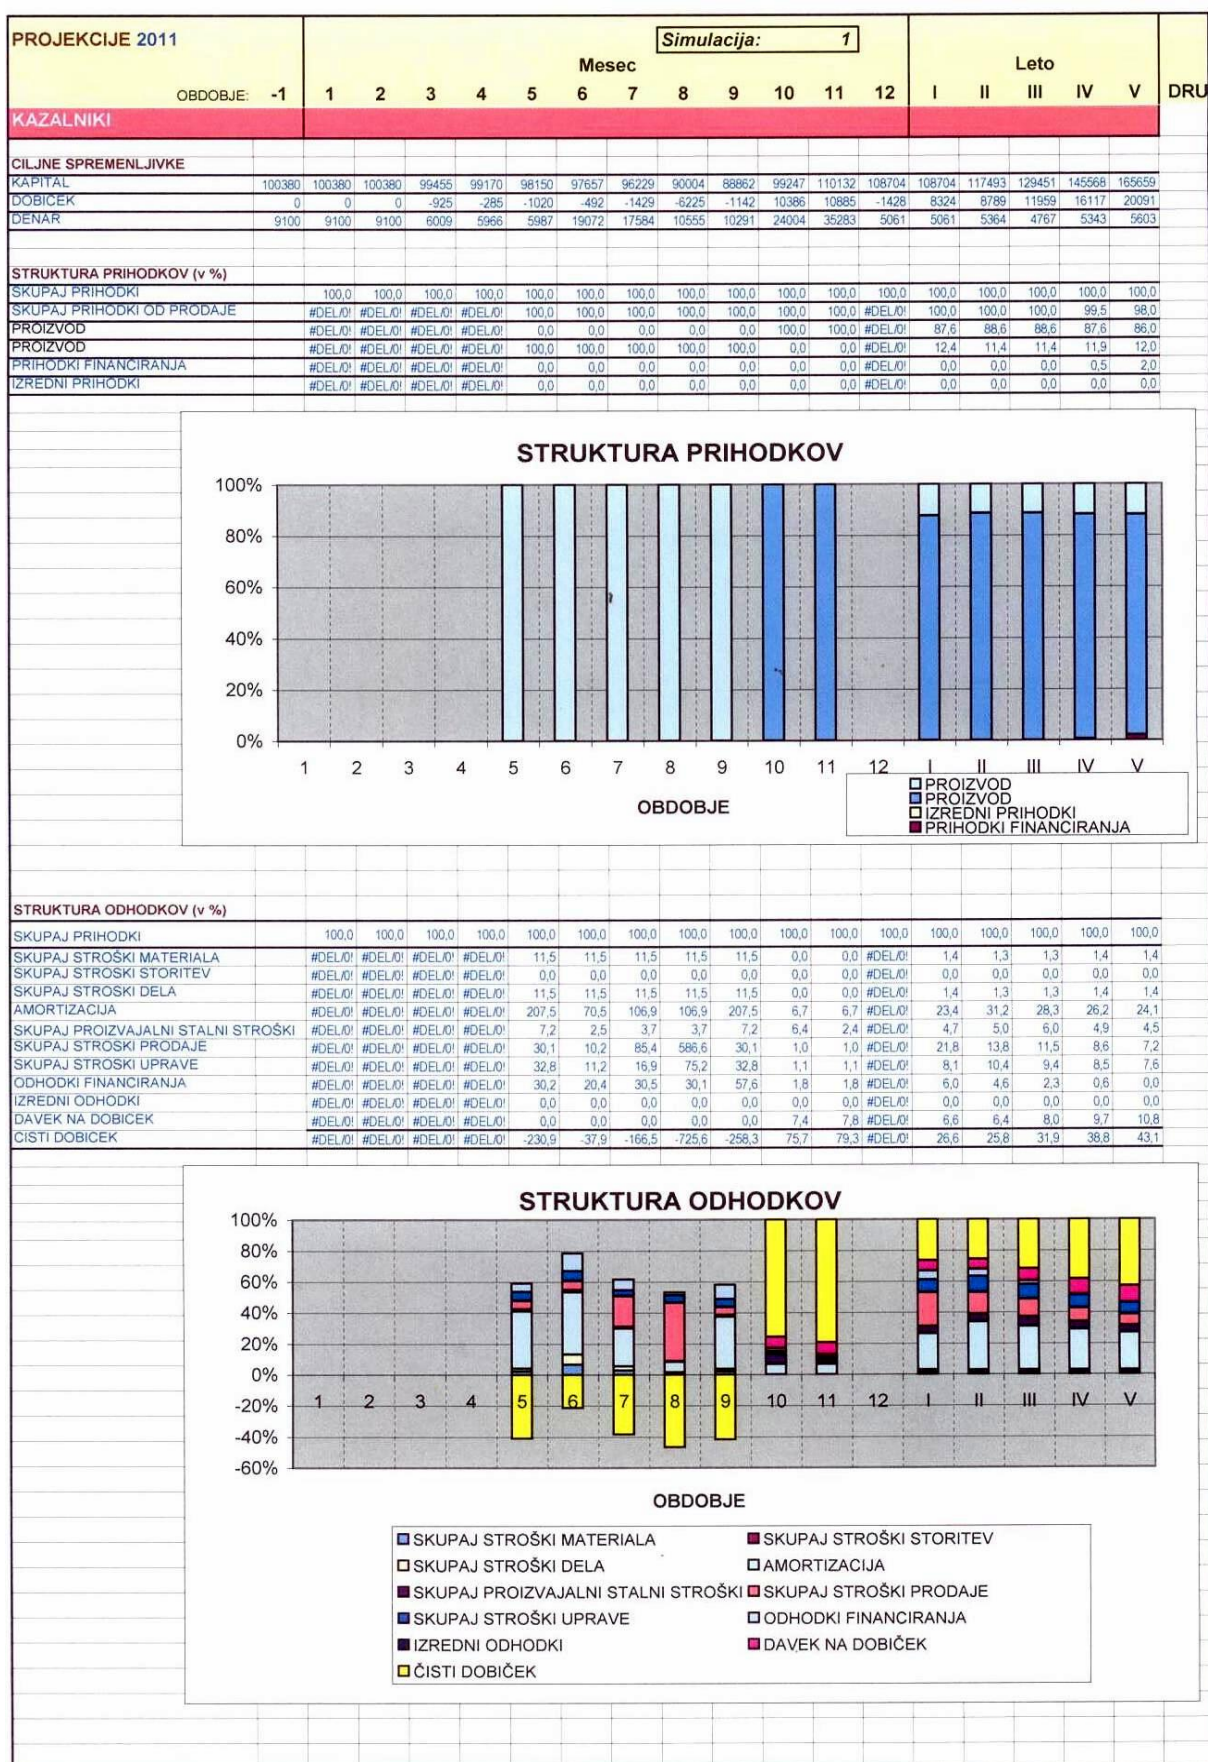 PROJEKCIJE 2011
Simulacija: 1
Mesec Leto
OBDOBJE: -1 1 2 3 4 5 6 7 8 9 10 11 12 I II III IV V DRU
KAZALNIKI
CILJNE SPREMENLJIVKE
KAPITAL 100380 100380 100380 99455 99170 98150 97657 96229 90004 88862 99247 110132 108704 108704 117493 129451 145568 165659
DOBICEK 0 0 0 -925 -285 -1020 -492 -1429 -6225 -1142 10386 10885 -1428 8324 8789 11959 16117 20091
DENAR 9100 9100 9100 6009 5966 5987 19072 17584 10555 10291 24004 35283 5061 5061 5364 4767 5343 5603
STRUKTURA PRIHODKOV (v %)
SKUPAJ PRIHODKI 100,0 100,0 100,0 100,0 100,0 100,0 100,0 100,0 100,0 100,0 100,0 100,0 100,0 100,0 100,0 100,0 100,0
SKUPAJ PRIHODKI OD PRODAJE #DEL/0! #DEL/0! #DEL/0! #DEL/0! 100,0 100,0 100,0 100,0 100,0 100,0 100,0 #DEL/0! 100,0 100,0 100,0 99,5 98,0
PROIZVOD #DEL/0! #DEL/0! #DEL/0! #DEL/0! 0,0 0,0 0,0 0,0 0,0 100,0 100,0 #DEL/0! 87,6 88,6 88,6 87,6 86,0
PROIZVOD #DEL/0! #DEL/0! #DEL/0! #DEL/0! 100,0 100,0 100,0 100,0 100,0 0,0 0,0 #DEL/0! 12,4 11,4 11,4 11,9 12,0
PRIHODKI FINANCIRANJA #DEL/0! #DEL/0! #DEL/0! #DEL/0! 0,0 0,0 0,0 0,0 0,0 0,0 0,0 #DEL/0! 0,0 0,0 0,0 0,5 2,0
IZREDNI PRIHODKI #DEL/0! #DEL/0! #DEL/0! #DEL/0! 0,0 0,0 0,0 0,0 0,0 0,0 0,0 #DEL/0! 0,0 0,0 0,0 0,0 0,0
STRUKTURA PRIHODKOV
100%
80%
60%
40%
20%
0%
1 2 3 4 5 6 7 8 9 10 11 12 I II III IV V
OBDOBJE
PROIZVOD
PROIZVOD
IZREDNI PRIHODKI
PRIHODKI FINANCIRANJA
STRUKTURA ODHODKOV (v %)
SKUPAJ PRIHODKI 100,0 100,0 100,0 100,0 100,0 100,0 100,0 100,0 100,0 100,0 100,0 100,0 100,0 100,0 100,0 100,0 100,0
SKUPAJ STROŠKI MATERIALA #DEL/0! #DEL/0! #DEL/0! #DEL/0! 11,5 11,5 11,5 11,5 11,5 0,0 0,0 #DEL/0! 1,4 1,3 1,3 1,4 1,4
SKUPAJ STROSKI STORITEV #DEL/0! #DEL/0! #DEL/0! #DEL/0! 0,0 0,0 0,0 0,0 0,0 0,0 0,0 #DEL/0! 0,0 0,0 0,0 0,0 0,0
SKUPAJ STROSKI DELA #DEL/0! #DEL/0! #DEL/0! #DEL/0! 11,5 11,5 11,5 11,5 11,5 0,0 0,0 #DEL/0! 1,4 1,3 1,3 1,4 1,4
AMORTIZACIJA #DEL/0! #DEL/0! #DEL/0! #DEL/0! 207,5 70,5 106,9 106,9 207,5 6,7 6,7 #DEL/0! 23,4 31,2 28,3 26,2 24,1
SKUPAJ PROIZVAJALNI STALNI STROŠKI #DEL/0! #DEL/0! #DEL/0! #DEL/0! 7,2 2,5 3,7 3,7 7,2 6,4 2,4 #DEL/0! 4,7 5,0 6,0 4,9 4,5
SKUPAJ STROSKI PRODAJE #DEL/0! #DEL/0! #DEL/0! #DEL/0! 30,1 10,2 85,4 586,6 30,1 1,0 1,0 #DEL/0! 21,8 13,8 11,5 8,6 7,2
SKUPAJ STROSKI UPRAVE #DEL/0! #DEL/0! #DEL/0! #DEL/0! 32,8 11,2 16,9 75,2 32,8 1,1 1,1 #DEL/0! 8,1 10,4 9,4 8,5 7,6
ODHODKI FINANCIRANJA #DEL/0! #DEL/0! #DEL/0! #DEL/0! 30,2 20,4 30,5 30,1 57,6 1,8 1,8 #DEL/0! 6,0 4,6 2,3 0,6 0,0
IZREDNI ODHODKI #DEL/0! #DEL/0! #DEL/0! #DEL/0! 0,0 0,0 0,0 0,0 0,0 0,0 0,0 #DEL/0! 0,0 0,0 0,0 0,0 0,0
DAVEK NA DOBICEK #DEL/0! #DEL/0! #DEL/0! #DEL/0! 0,0 0,0 0,0 0,0 0,0 7,4 7,8 #DEL/0! 6,6 6,4 8,0 9,7 10,8
CISTI DOBICEK #DEL/0! #DEL/0! #DEL/0! #DEL/0! -230,9 -37,9 -166,5 -725,6 -258,3 75,7 79,3 #DEL/0! 26,6 25,8 31,9 38,8 43,1
STRUKTURA ODHODKOV
100%
80%
60%
40%
20%
0%
1 2 3 4 5 6 7 8 9 10 11 12 I II III IV V
-20%
-40%
-60%
OBDOBJE
SKUPAJ STROŠKI MATERIALA SKUPAJ STROŠKI STORITEV
SKUPAJ STROŠKI DELA AMORTIZACIJA
SKUPAJ PROIZVAJALNI STALNI STROŠKI SKUPAJ STROŠKI PRODAJE
SKUPAJ STROŠKI UPRAVE ODHODKI FINANCIRANJA
IZREDNI ODHODKI DAVEK NA DOBIČEK
ČISTI DOBIČEK